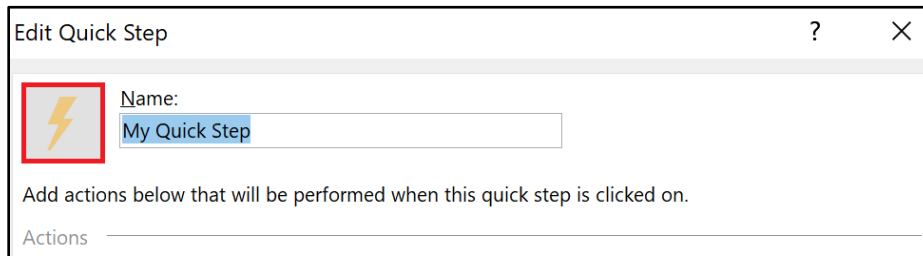 Edit Quick Step ?
Name:
My Quick Step
Add actions below that will be performed when this quick step is clicked on.
Actions